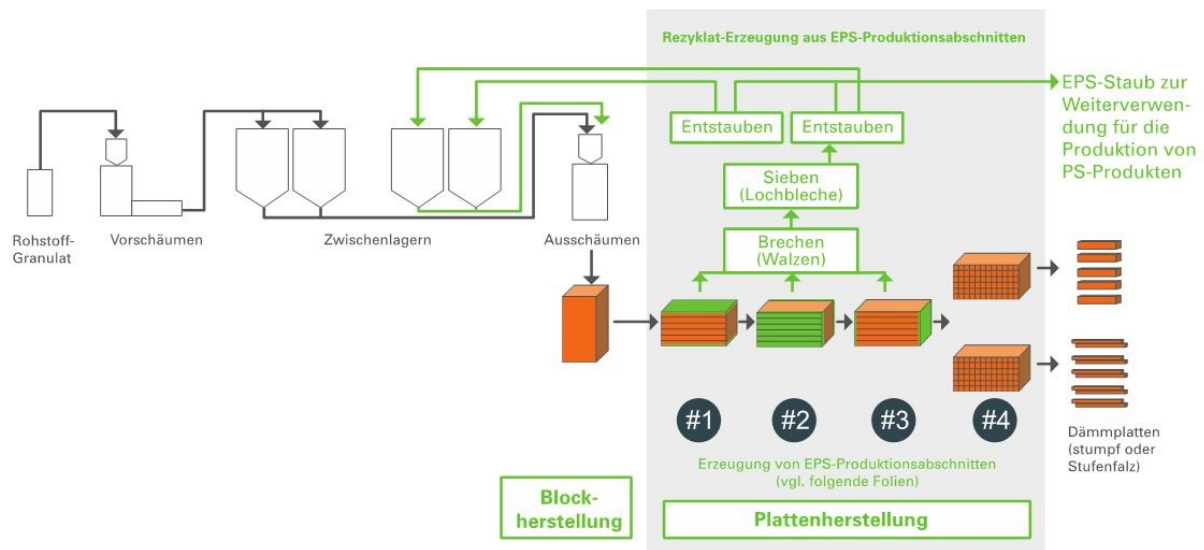 Rezyklat-Erzeugung aus EPS-Produktionsabschnitten
EPS-Staub zur
Weiterverwen-
dung für die
Produktion von
PS-Produkten
Entstauben
Entstauben
Sieben
(Lochbleche)
Brechen
(Walzen)
Rohstoff-
Granulat
Vorschäumen
Zwischenlagern
Ausschäumen
#1
#2
#3
#4
Dämmplatten
(stumpf oder
Stufenfalz)
Erzeugung von EPS-Produktionsabschnitten
(vgl. folgende Folien)
Block-
herstellung
Plattenherstellung